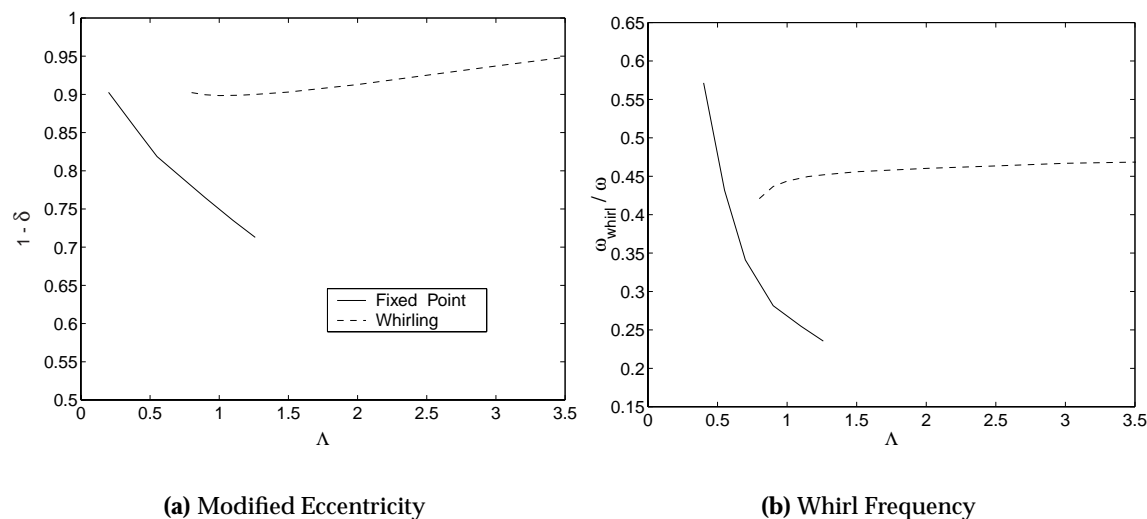 1
0.95
0.9
0.85
0.8
0.75
0.7
0.65
0.6
0.55
0.5
1 - δ
Fixed Point
Whirling
0 0.5 1 1.5 2 2.5 3 3.5
Λ
0.65
0.6
0.55
0.5
0.45
0.4
0.35
0.3
0.25
0.2
0.15
ω_whirl / ω
0 0.5 1 1.5 2 2.5 3 3.5
Λ
(a) Modified Eccentricity
(b) Whirl Frequency